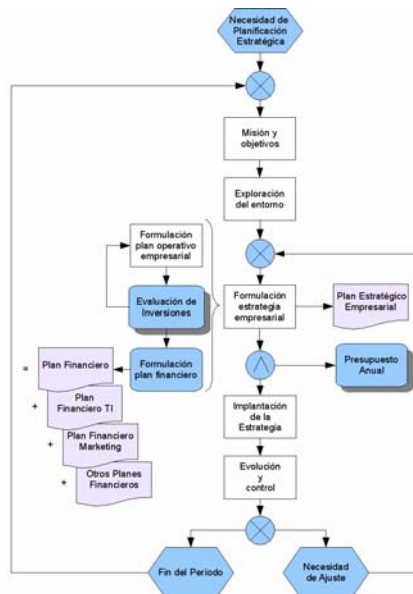 Necesidad de
Planificación
Estratégica
Misión y
objetivos
Exploración
del entorno
Formulación
plan operativo
empresarial
Evaluación de
Inversiones
Formulación
plan financiero
Formulación
estrategia
empresarial
Plan Estratégico
Empresarial
Presupuesto
Anual
= Plan Financiero
+ Plan
Financiero TI
+ Plan Financiero
Marketing
+ Otros Planes
Financieros
Implantación
de la
Estrategia
Evolución
y
control
Fin del Periodo
Necesidad
de Ajuste